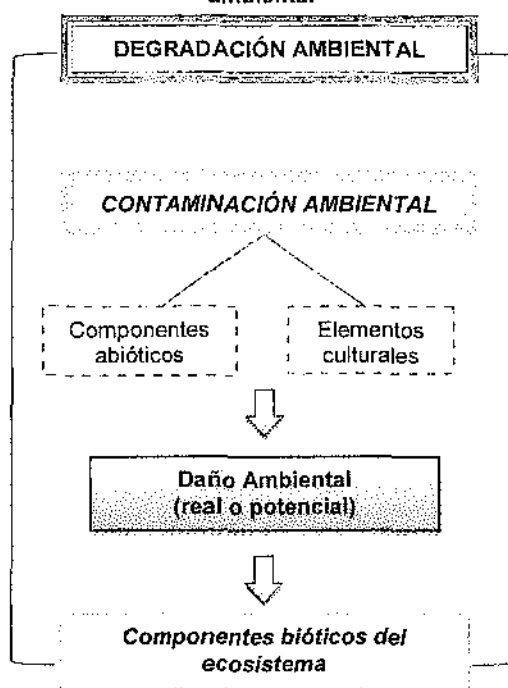 DEGRADACIÓN AMBIENTAL
CONTAMINACIÓN AMBIENTAL
Componentes
abióticos
Elementos
culturales
Daño Ambiental
(real o potencial)
Componentes bióticos del
ecosistema